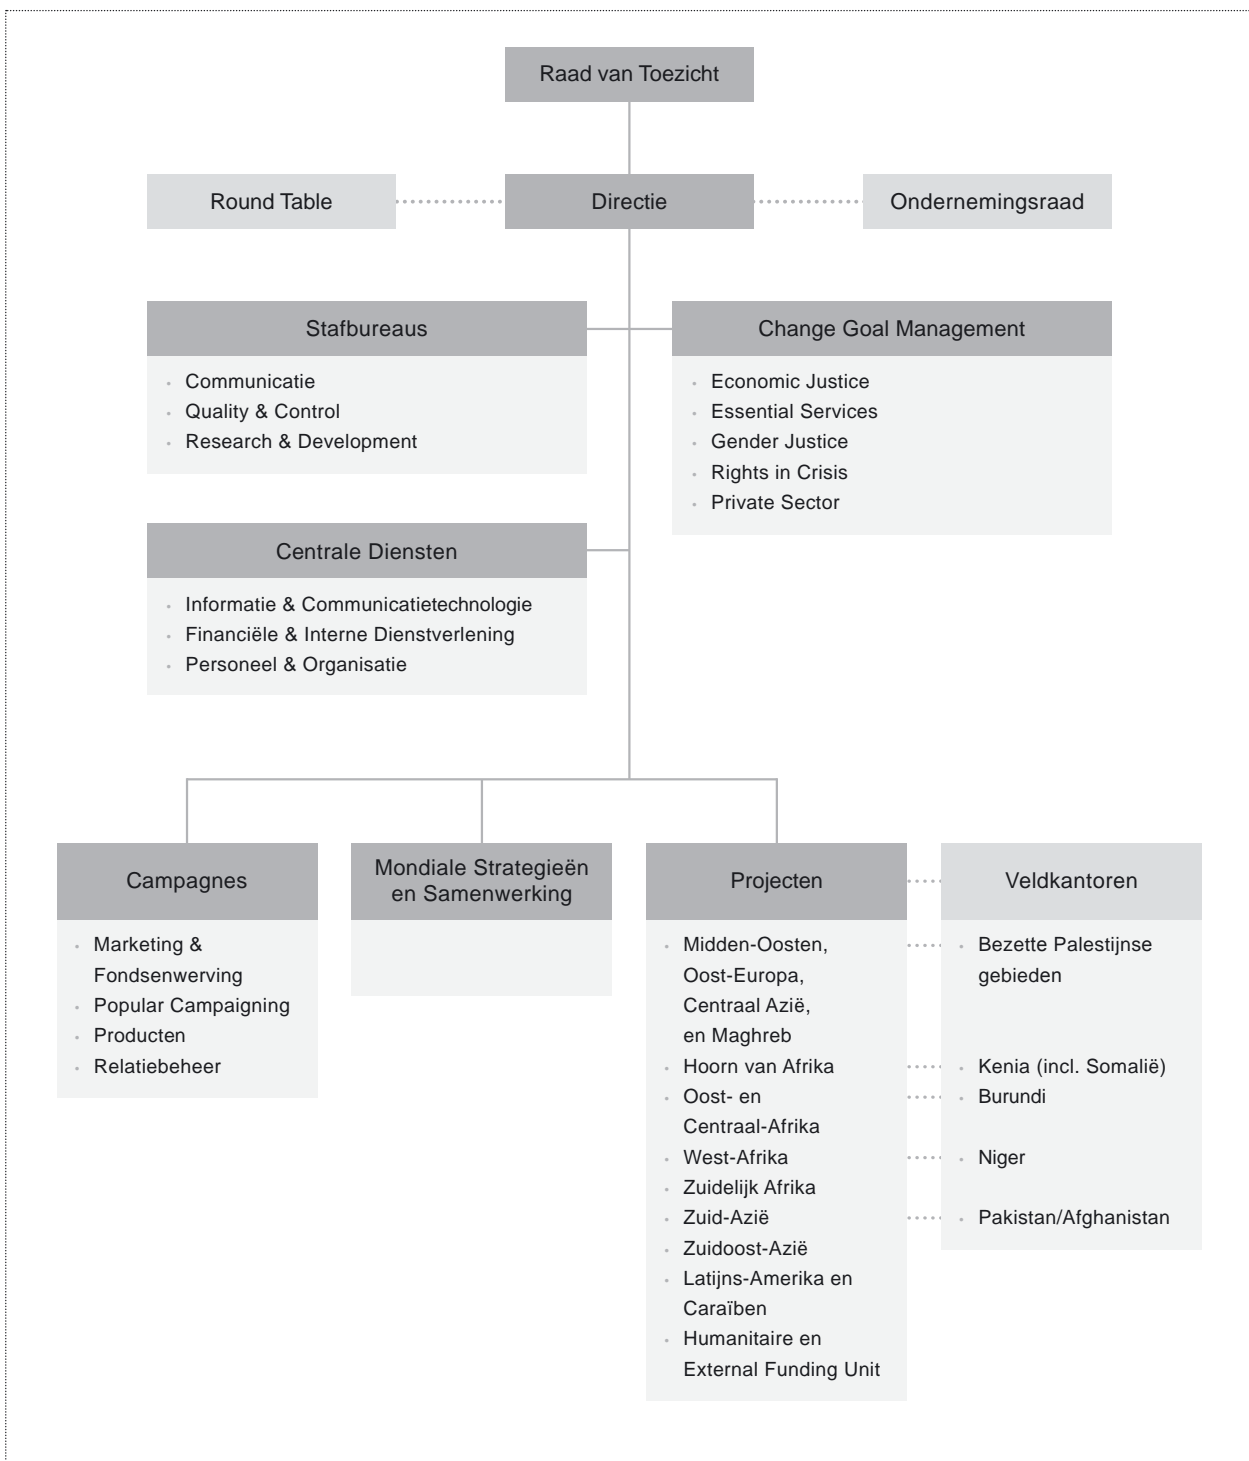 Raad van Toezicht
Round Table
Directie
Ondernemingsraad
Stafbureaus
Communicatie
Quality & Control
Research & Development
Change Goal Management
Economic Justice
Essential Services
Gender Justice
Rights in Crisis
Private Sector
Centrale Diensten
Informatie & Communicatietechnologie
Financiële & Interne Dienstverlening
Personeel & Organisatie
Campagnes
Marketing &
Fondsenwerving
Popular Campaigning
Producten
Relatiebeheer
Mondiale Strategieën
en Samenwerking
Projecten
Midden-Oosten,
Oost-Europa,
Centraal Azië,
en Maghreb
Hoorn van Afrika
Oost- en
Centraal-Afrika
West-Afrika
Zuidelijk Afrika
Zuid-Azië
Zuidoost-Azië
Latijns-Amerika en
Caraïben
Humanitaire en
External Funding Unit
Veldkantoren
Bezette Palestijnse
gebieden
Kenia (incl. Somalië)
Burundi
Niger
Pakistan/Afghanistan